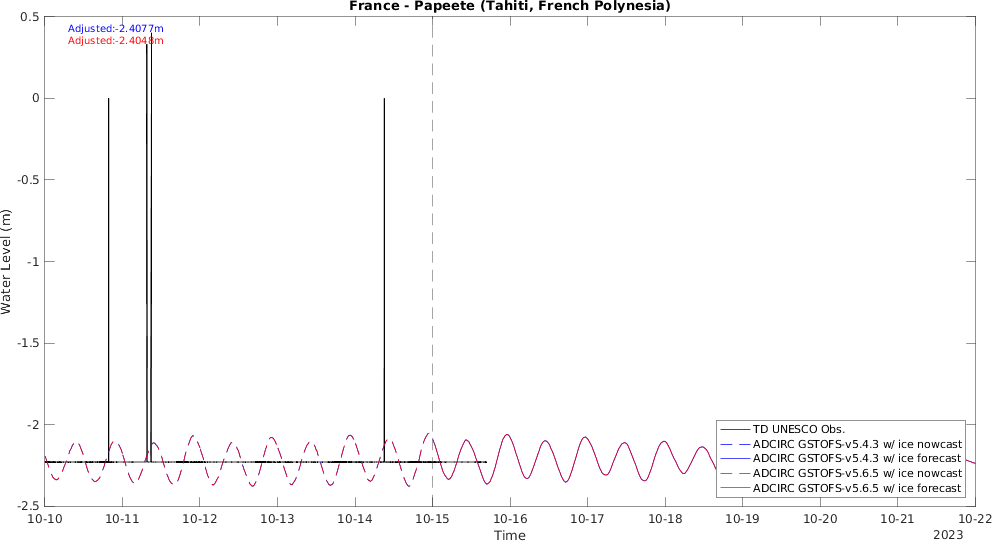 France - Papeete (Tahiti, French Polynesia)
Adjusted:-2.4077m
Adjusted:-2.4048m
0.5
0
-0.5
-1
-1.5
-2
-2.5
Water Level (m)
TD UNESCO Obs.
ADCIRC GSTOFS-v5.4.3 w/ ice nowcast
ADCIRC GSTOFS-v5.4.3 w/ ice forecast
ADCIRC GSTOFS-v5.6.5 w/ ice nowcast
ADCIRC GSTOFS-v5.6.5 w/ ice forecast
10-10 10-11 10-12 10-13 10-14 10-15 10-16 10-17 10-18 10-19 10-20 10-21 10-22
Time
2023